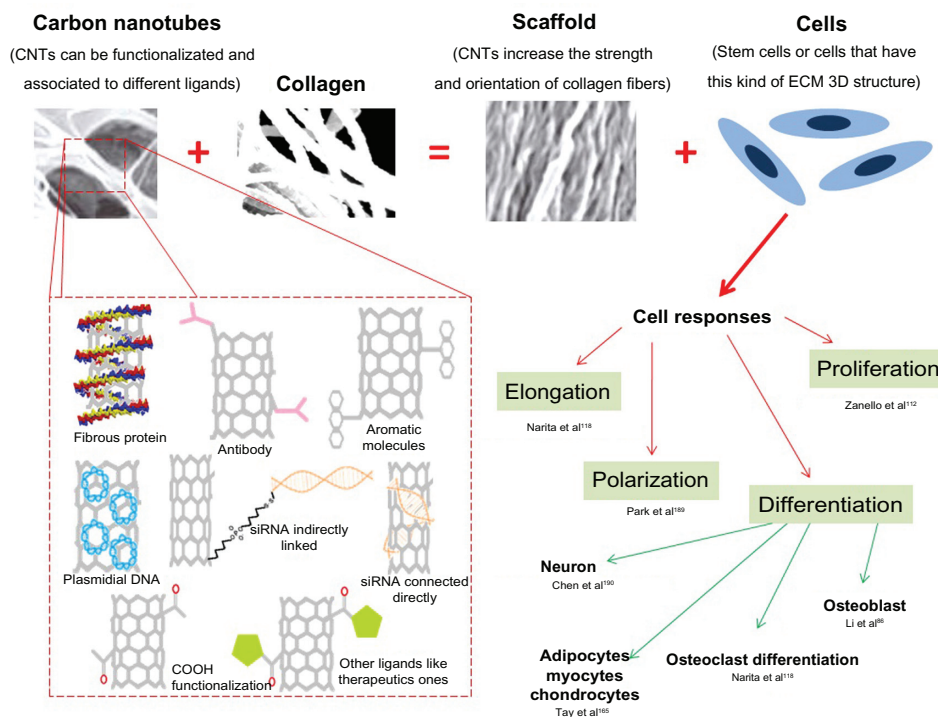 Carbon nanotubes
(CNTs can be functionalizated and
associated to different ligands)
Collagen
Scaffold
(CNTs increase the strength
and orientation of collagen fibers)
Cells
(Stem cells or cells that have
this kind of ECM 3D structure)
+
=
+
Fibrous protein
Antibody
Aromatic
molecules
Plasmidial DNA
siRNA indirectly
linked
siRNA connected
directly
COOH
functionalization
Other ligands like
therapeutics ones
Cell responses
Elongation
Narita et al118
Proliferation
Zanello et al112
Polarization
Park et al189
Differentiation
Neuron
Chen et al190
Osteoblast
Li et al86
Adipocytes
myocytes
chondrocytes
Tay et al165
Osteoclast differentiation
Narita et al118